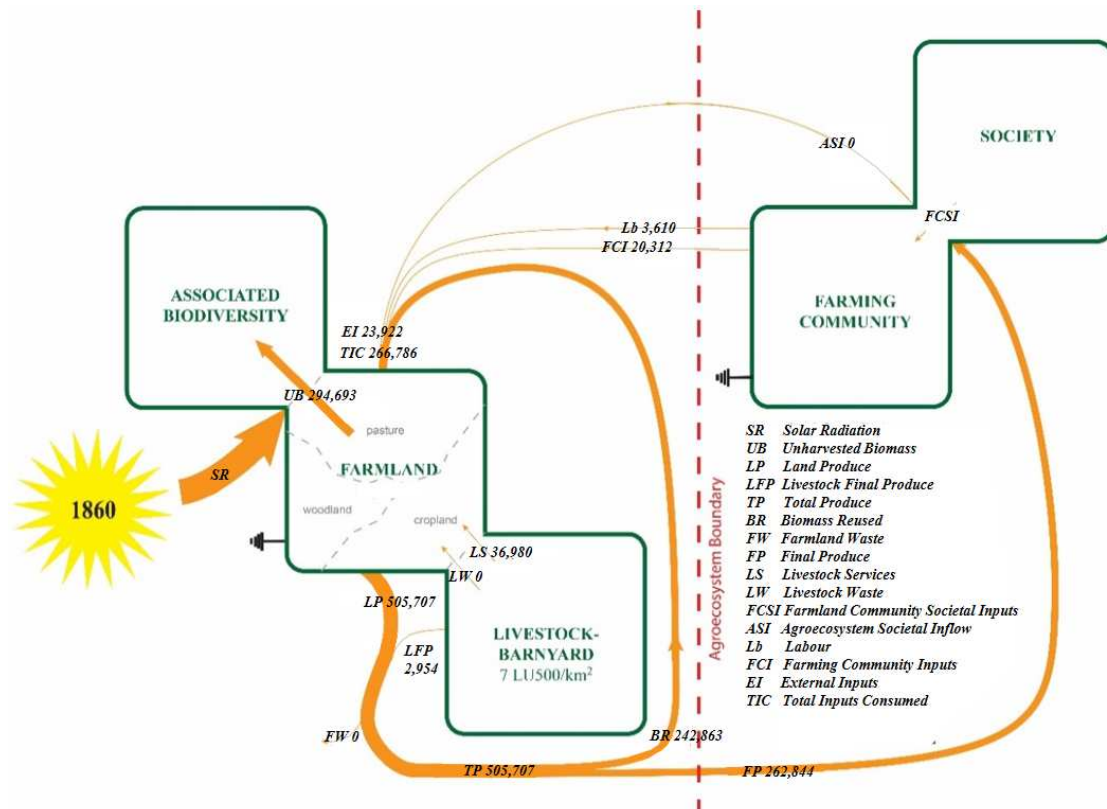 SOCIETY
ASI 0
FCSI
Lb 3,610
FCI 20,312
ASSOCIATED
BIODIVERSITY
FARMING
COMMUNITY
EI 23,922
TIC 266,786
UB 294,693
pasture
SR
FARMLAND
1860
woodland
cropland
LS 36,980
LW 0
LP 505,707
LFP
2,954
LIVESTOCK-
BARNYARD
7 LU500/km²
FW 0
TP 505,707
BR 242,863
FP 262,844
Agroecosystem Boundary
SR Solar Radiation
UB Unharvested Biomass
LP Land Produce
LFP Livestock Final Produce
TP Total Produce
BR Biomass Reused
FW Farmland Waste
FP Final Produce
LS Livestock Services
LW Livestock Waste
FCSI Farmland Community Societal Inputs
ASI Agroecosystem Societal Inflow
Lb Labour
FCI Farming Community Inputs
EI External Inputs
TIC Total Inputs Consumed